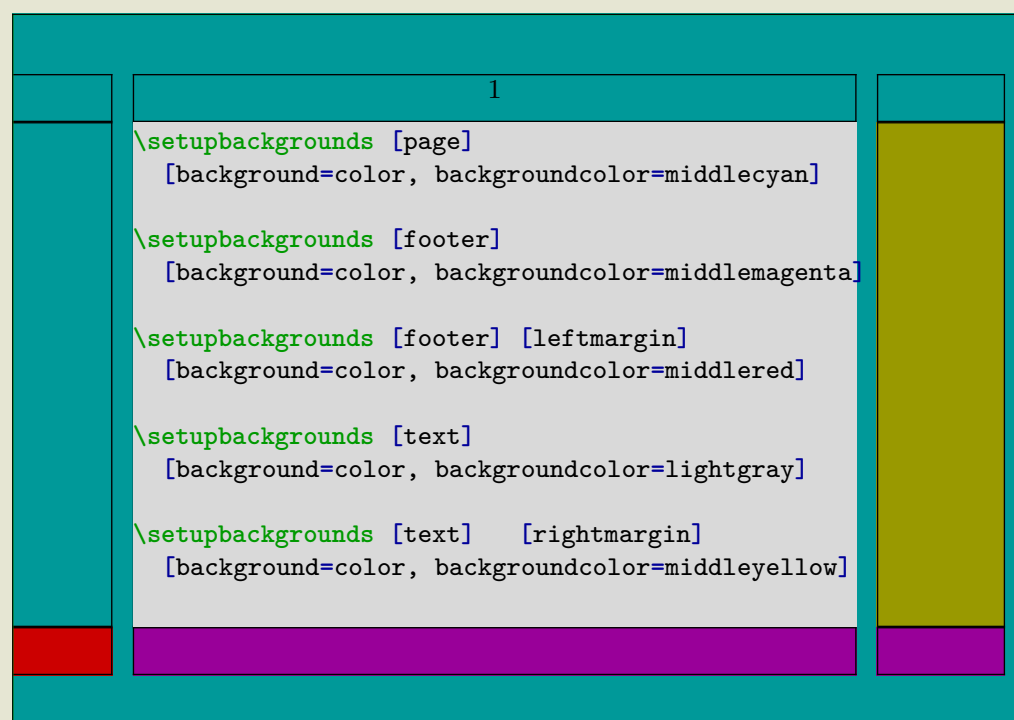 1
\setupbackgrounds [page]
  [background=color, backgroundcolor=middlecyan]
\setupbackgrounds [footer]
  [background=color, backgroundcolor=middlemagenta]
\setupbackgrounds [footer] [leftmargin]
  [background=color, backgroundcolor=middlered]
\setupbackgrounds [text]
  [background=color, backgroundcolor=lightgray]
\setupbackgrounds [text]   [rightmargin]
  [background=color, backgroundcolor=middleyellow]